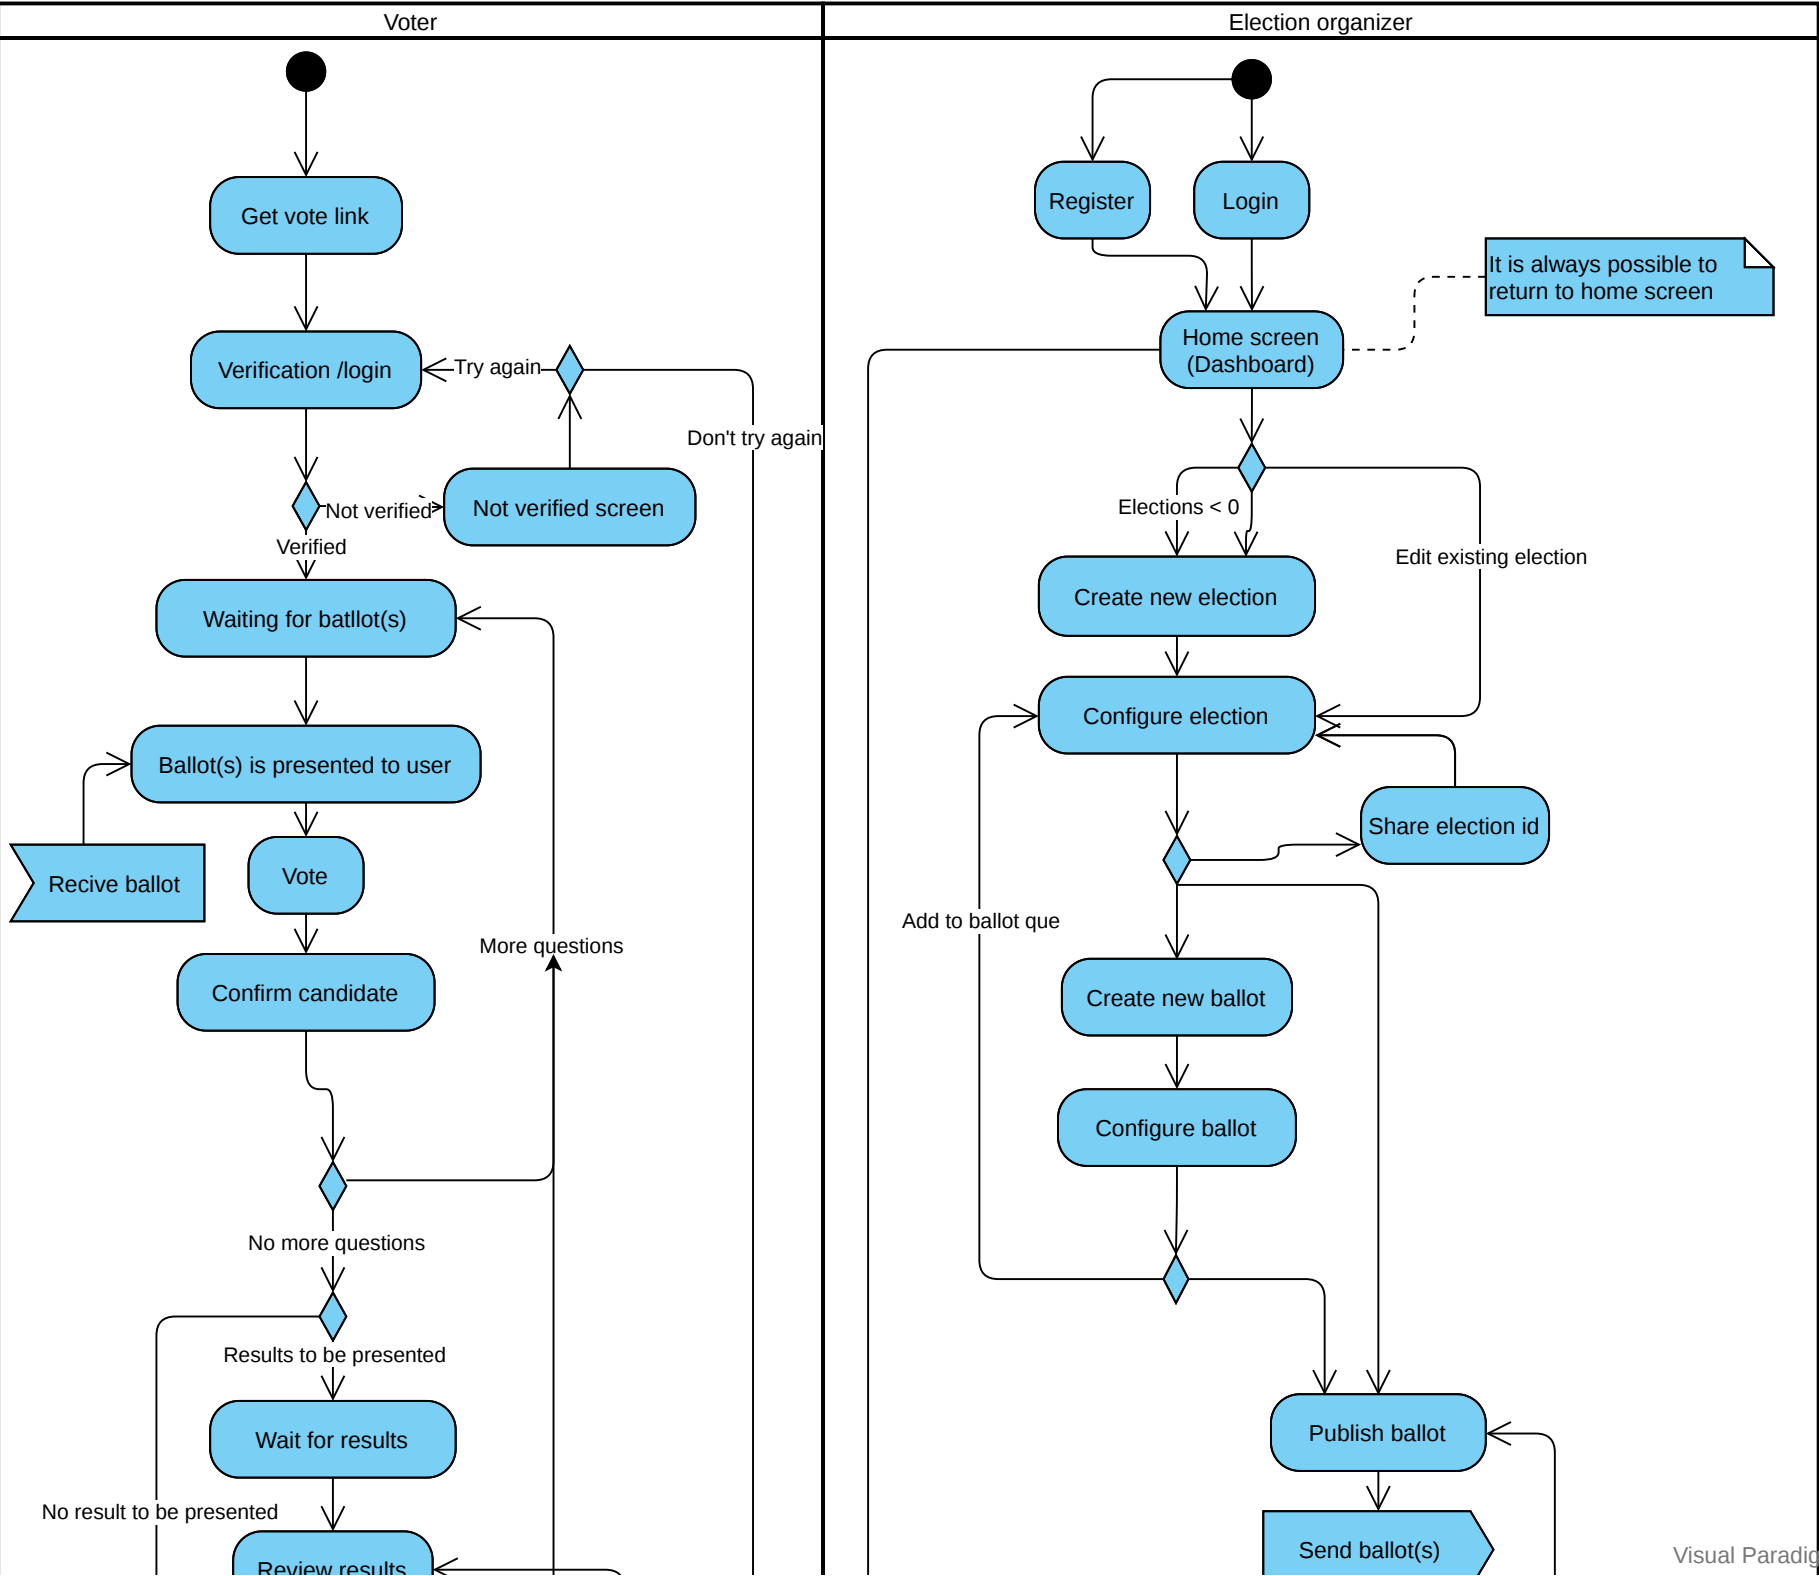 Voter
Election organizer
Get vote link
Register
Login
It is always possible to
return to home screen
Verification /login
Try again
Home screen
(Dashboard)
Don't try again
Not verified
Not verified screen
Verified
Elections < 0
Edit existing election
Waiting for batllot(s)
Create new election
Ballot(s) is presented to user
Configure election
Recive ballot
Vote
Share election id
More questions
Add to ballot que
Confirm candidate
Create new ballot
Configure ballot
No more questions
Results to be presented
Wait for results
Publish ballot
No result to be presented
Review results
Send ballot(s)
Visual Paradig